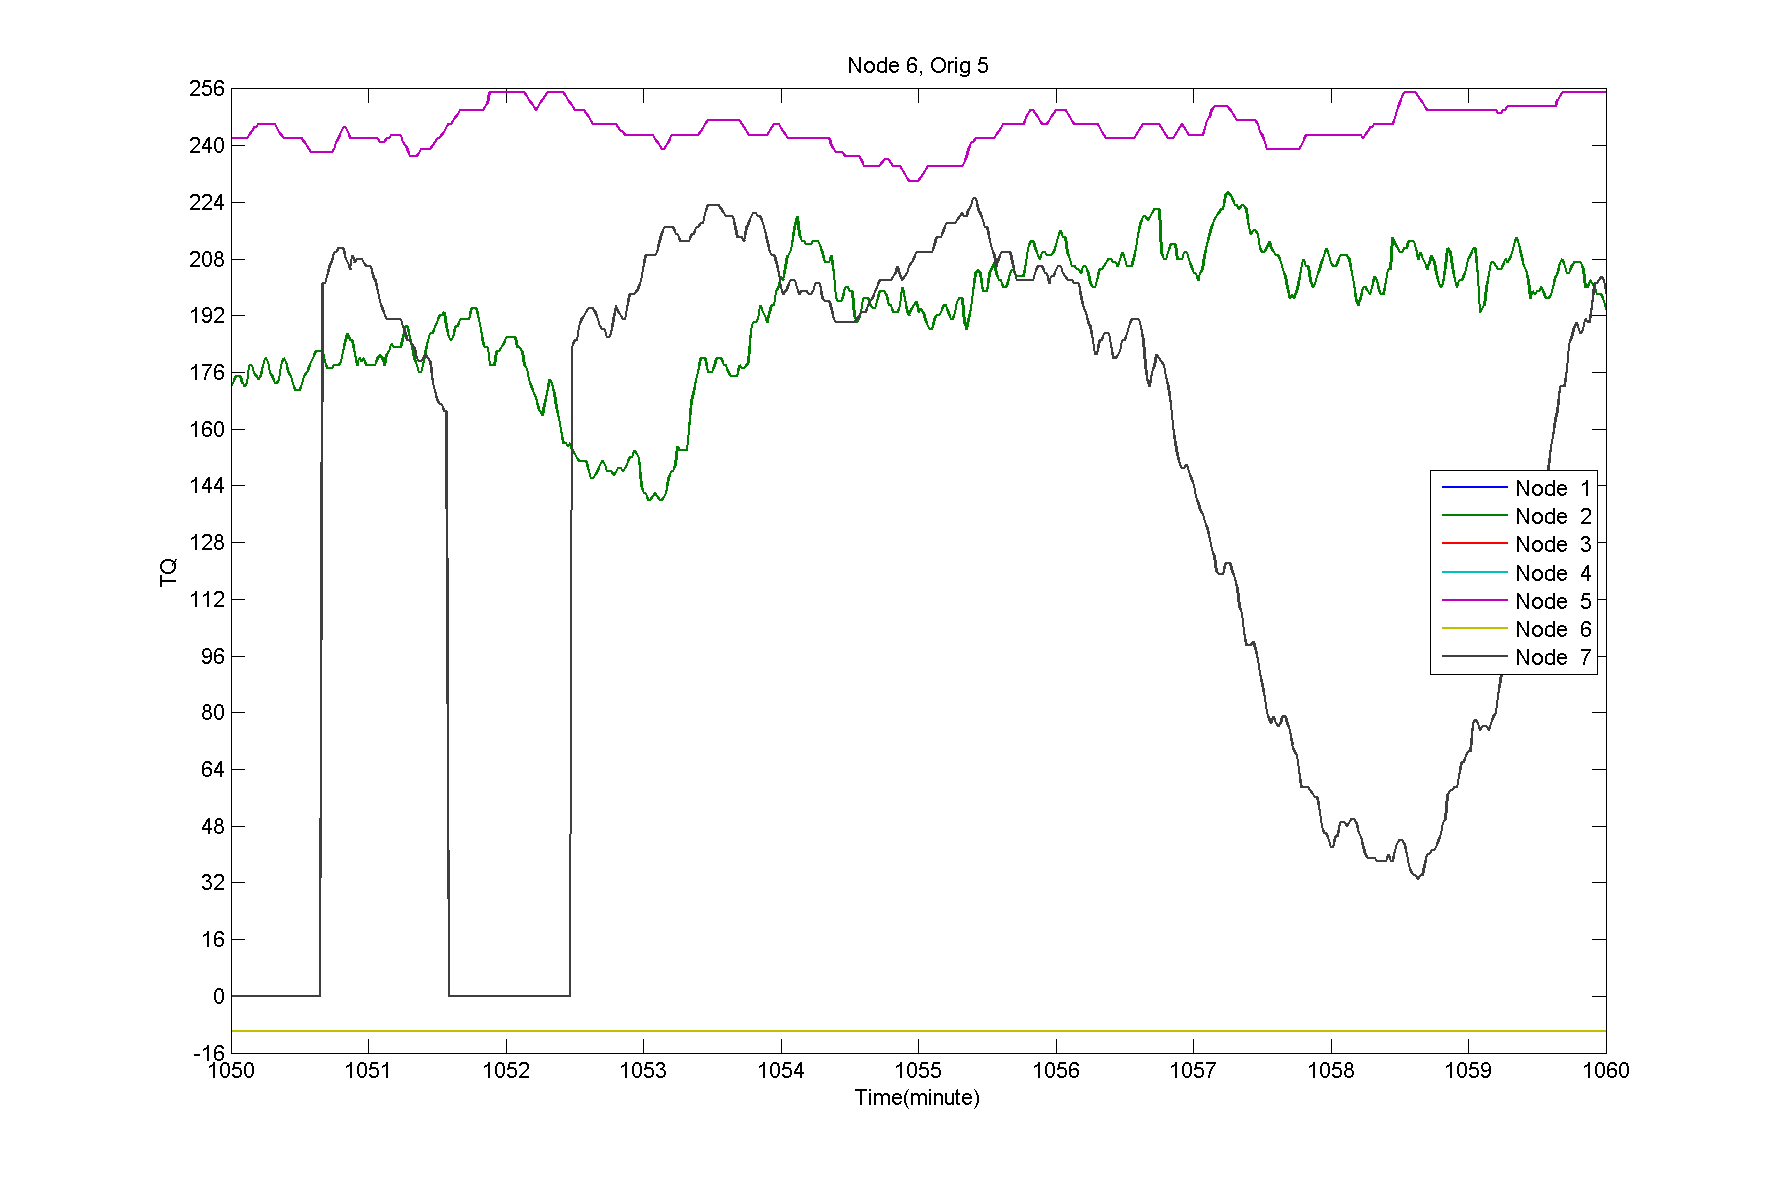 Node 6, Orig 5
256
240
224
208
192
176
160
144
128
112
96
80
64
48
32
16
0
-16
TQ
Node 1
Node 2
Node 3
Node 4
Node 5
Node 6
Node 7
1050 1051 1052 1053 1054 1055 1056 1057 1058 1059 1060
Time(minute)